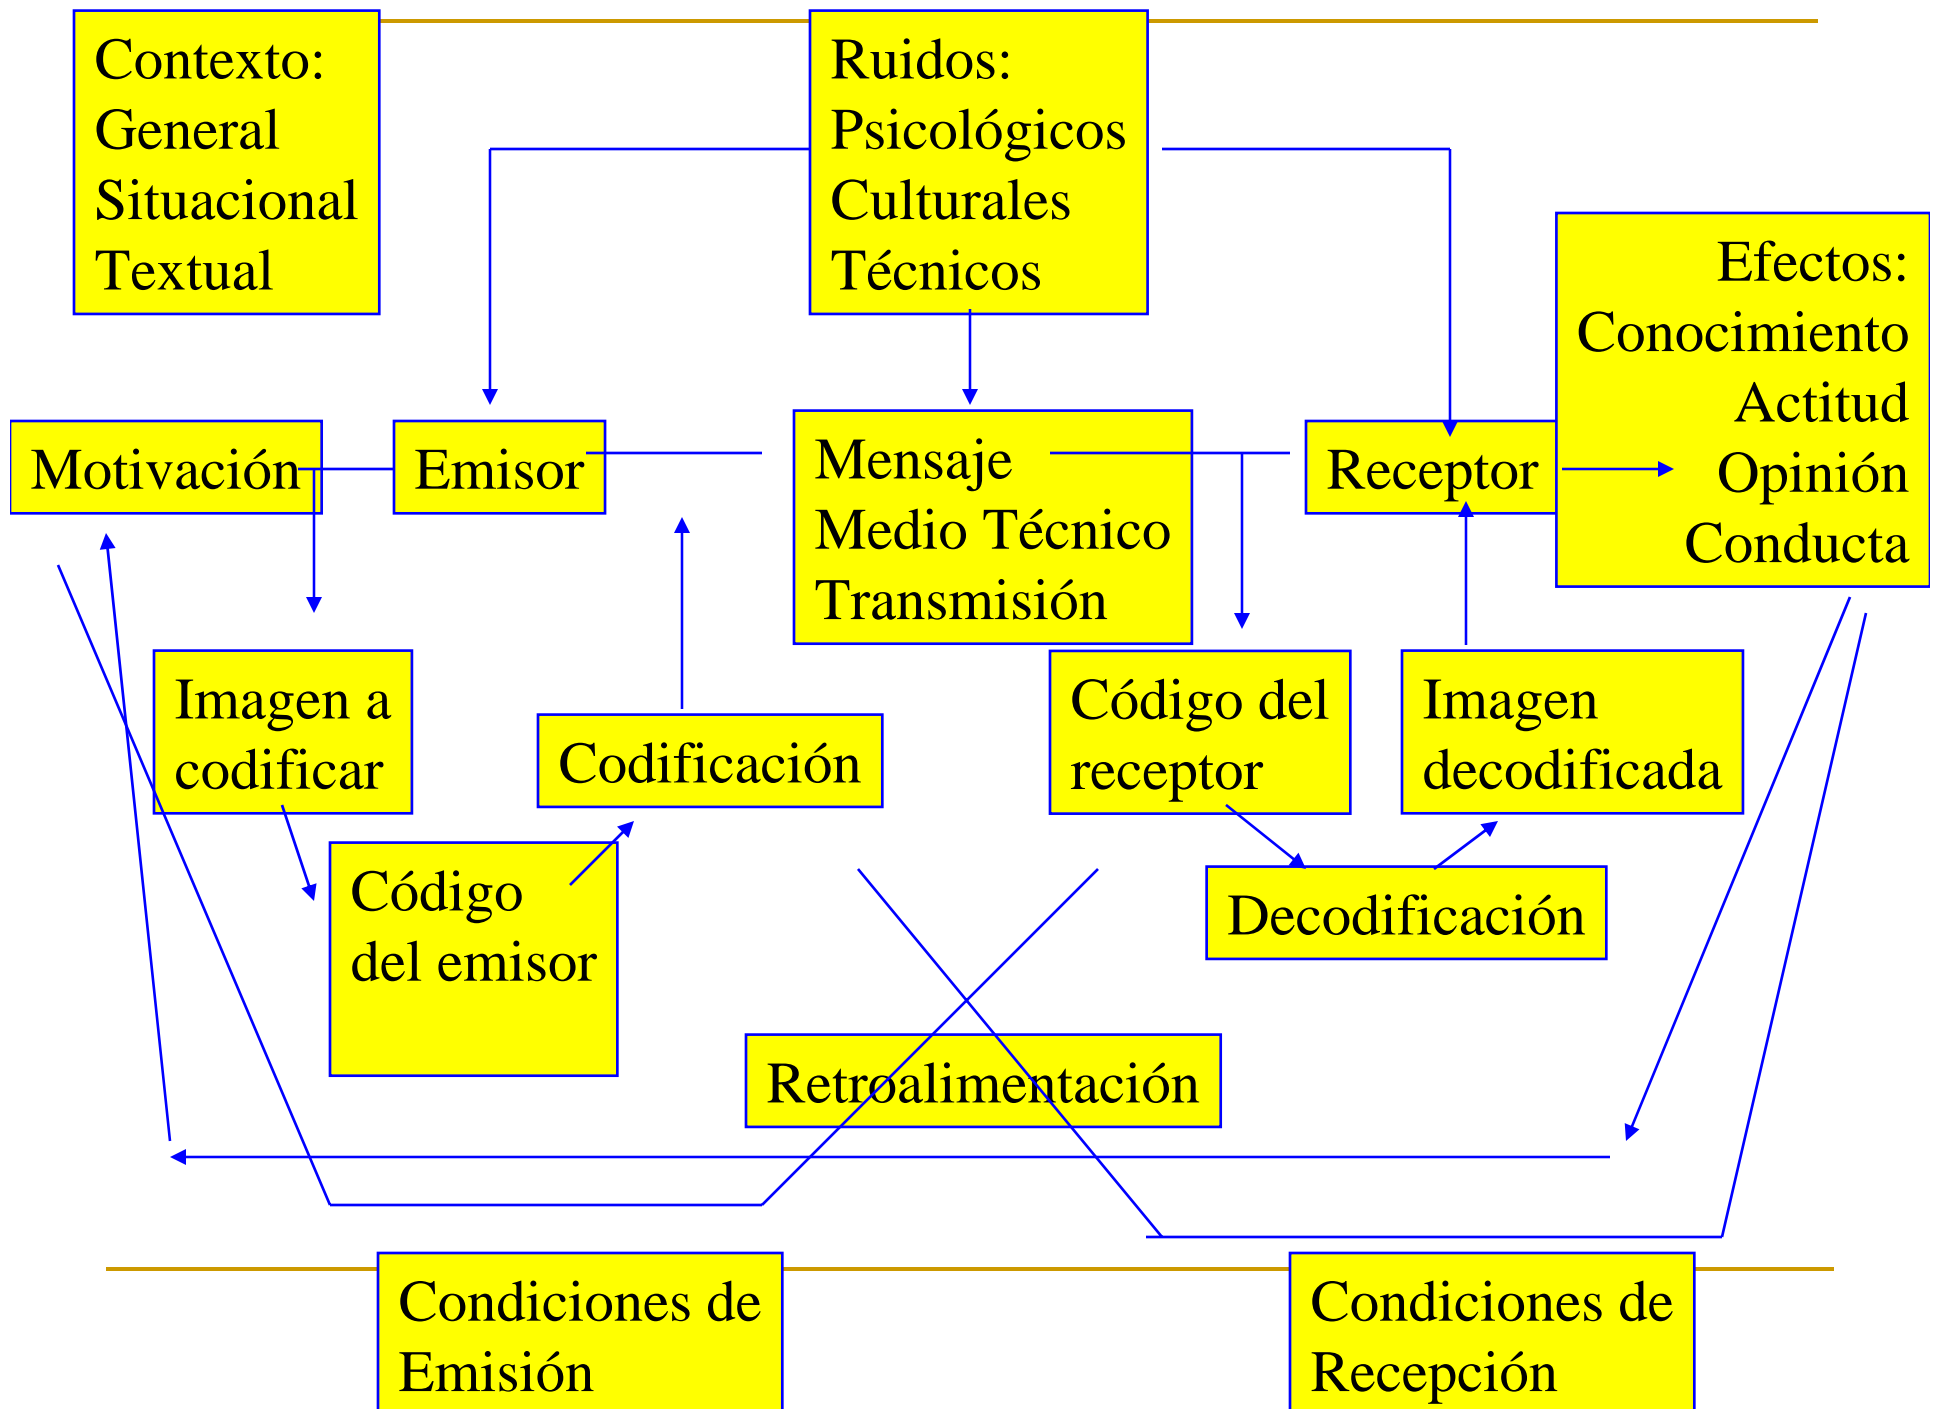 Contexto:
General
Situacional
Textual
Ruidos:
Psicológicos
Culturales
Técnicos
Efectos:
Conocimiento
Actitud
Opinión
Conducta
Motivación
Emisor
Mensaje
Medio Técnico
Transmisión
Receptor
Imagen a
codificar
Codificación
Código del
receptor
Imagen
decodificada
Código
del emisor
Decodificación
Retroalimentación
Condiciones de
Emisión
Condiciones de
Recepción